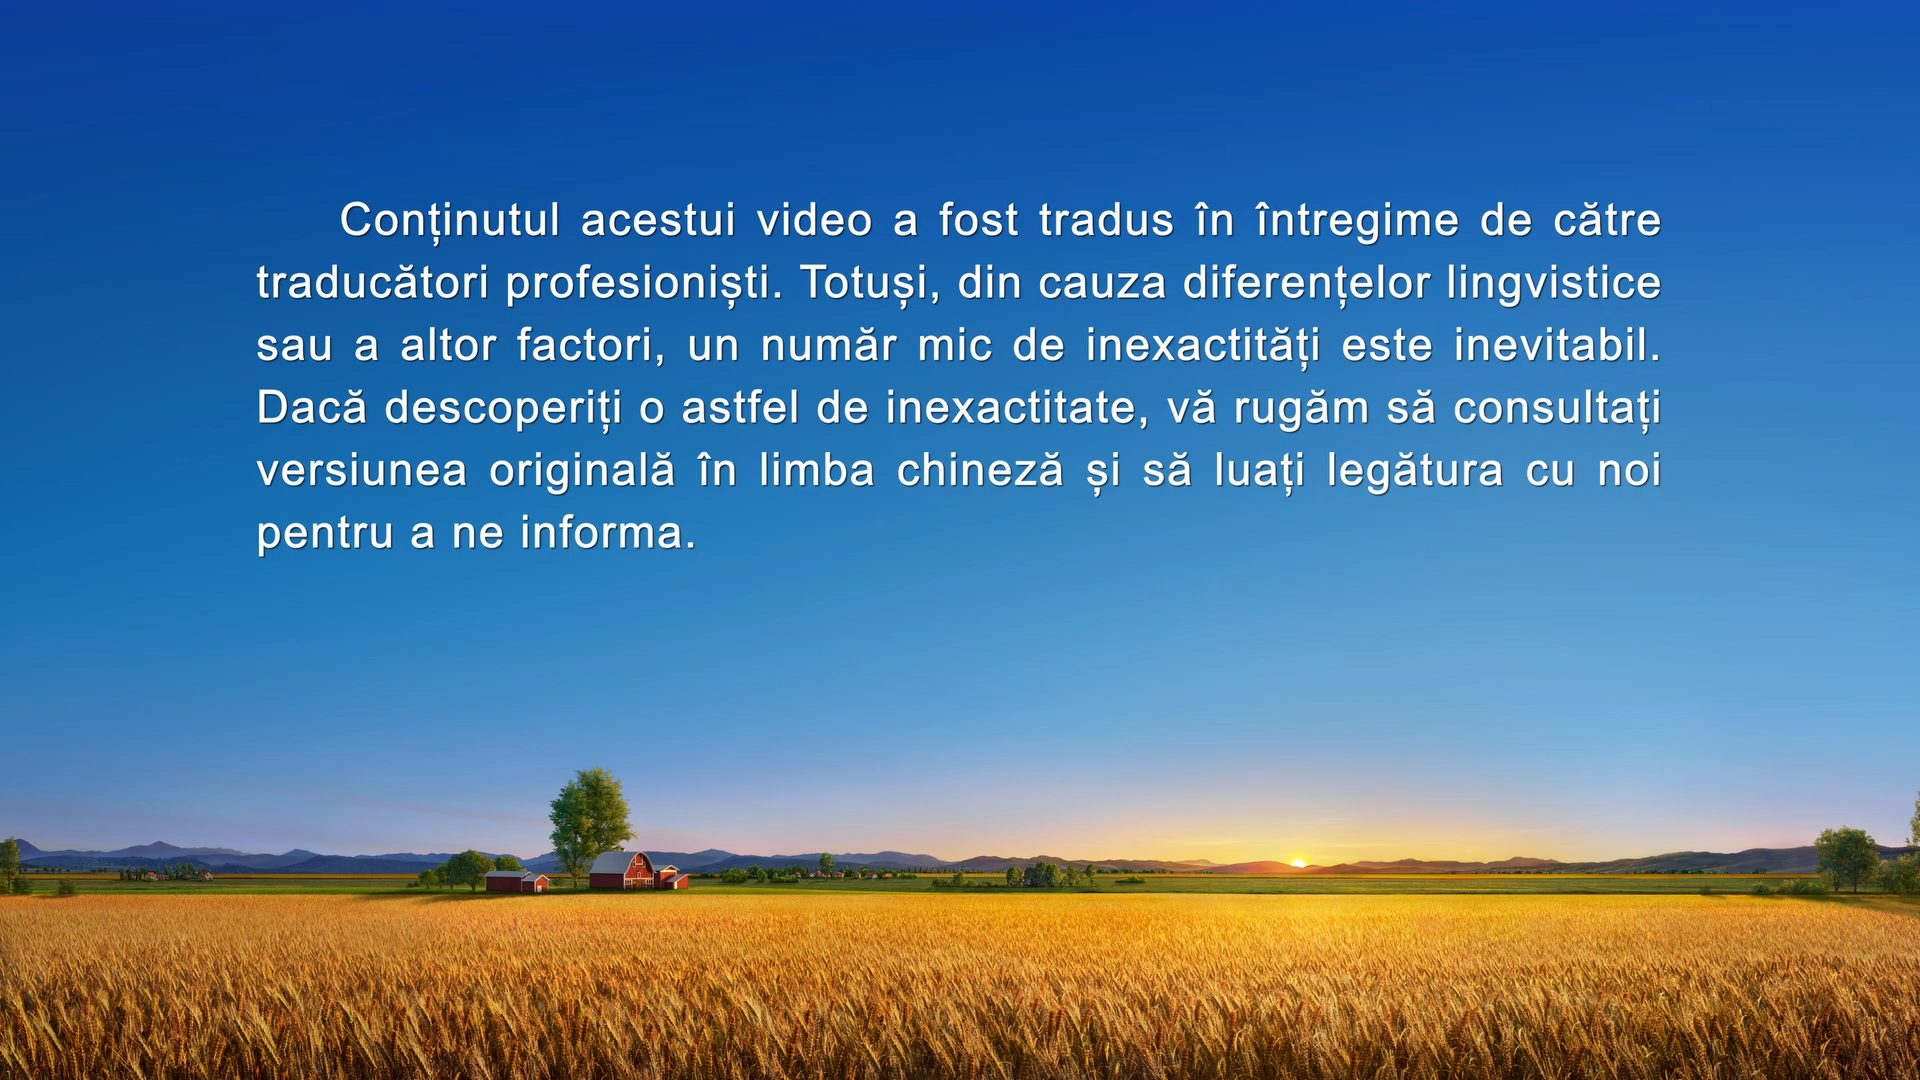 Conținutul acestui video a fost tradus în întregime de către
traducători profesioniști. Totuși, din cauza diferențelor lingvistice
sau a altor factori, un număr mic de inexactități este inevitabil.
Dacă descoperiți o astfel de inexactitate, vă rugăm să consultați
versiunea originală în limba chineză și să luați legătura cu noi
pentru a ne informa.